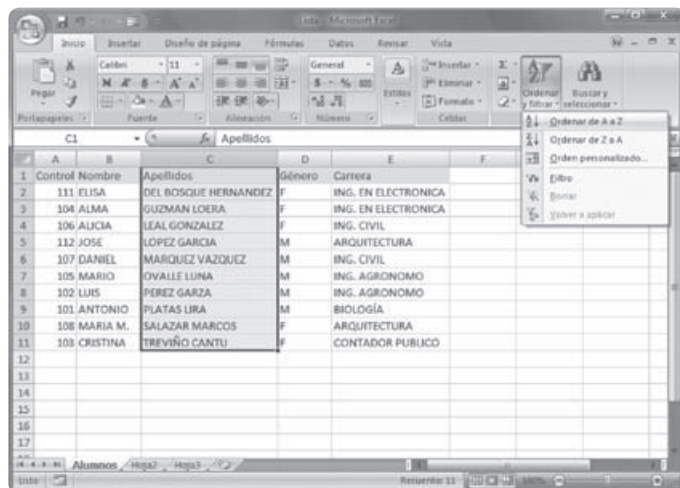 Lista - Microsoft Excel
Inicio Insertar Diseño de página Fórmulas Datos Revisar Vista
Pegar
Calibri 11
N K S A A
General
$ % 000
Estilos
Insertar
Eliminar
Formato
Ordenar y filtrar
Buscar y seleccionar
Portapapeles Fuente Alineación Número Celdas
Ordenar de A a Z
Ordenar de Z a A
Orden personalizado...
Filtro
Borrar
Volver a aplicar
C1 fx Apellidos
A B C D E F
1 Control Nombre Apellidos Género Carrera
2 111 ELISA DEL BOSQUE HERNANDEZ F ING. EN ELECTRONICA
3 104 ALMA GUZMAN LOERA F ING. EN ELECTRONICA
4 106 ALICIA LEAL GONZALEZ F ING. CIVIL
5 112 JOSE LOPEZ GARCIA M ARQUITECTURA
6 107 DANIEL MARQUEZ VAZQUEZ M ING. CIVIL
7 105 MARIO OVALLE LUNA M ING. AGRONOMO
8 102 LUIS PEREZ GARZA M ING. AGRONOMO
9 101 ANTONIO PLATAS LIRA M BIOLOGÍA
10 108 MARIA M. SALAZAR MARCOS F ARQUITECTURA
11 103 CRISTINA TREVIÑO CANTU F CONTADOR PUBLICO
12
13
14
15
16
17
Alumnos Hoja2 Hoja3
Listo Recuento: 11 100%